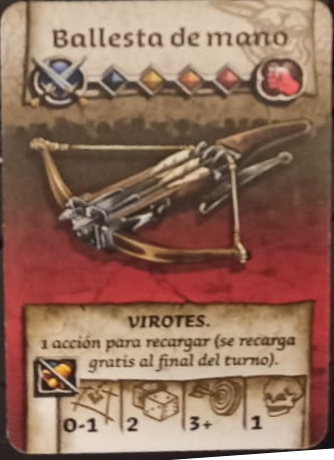 Ballesta de mano
VIROTES.
1 acción para recargar (se recarga
gratis al final del turno).
0-1 2 3+ 1